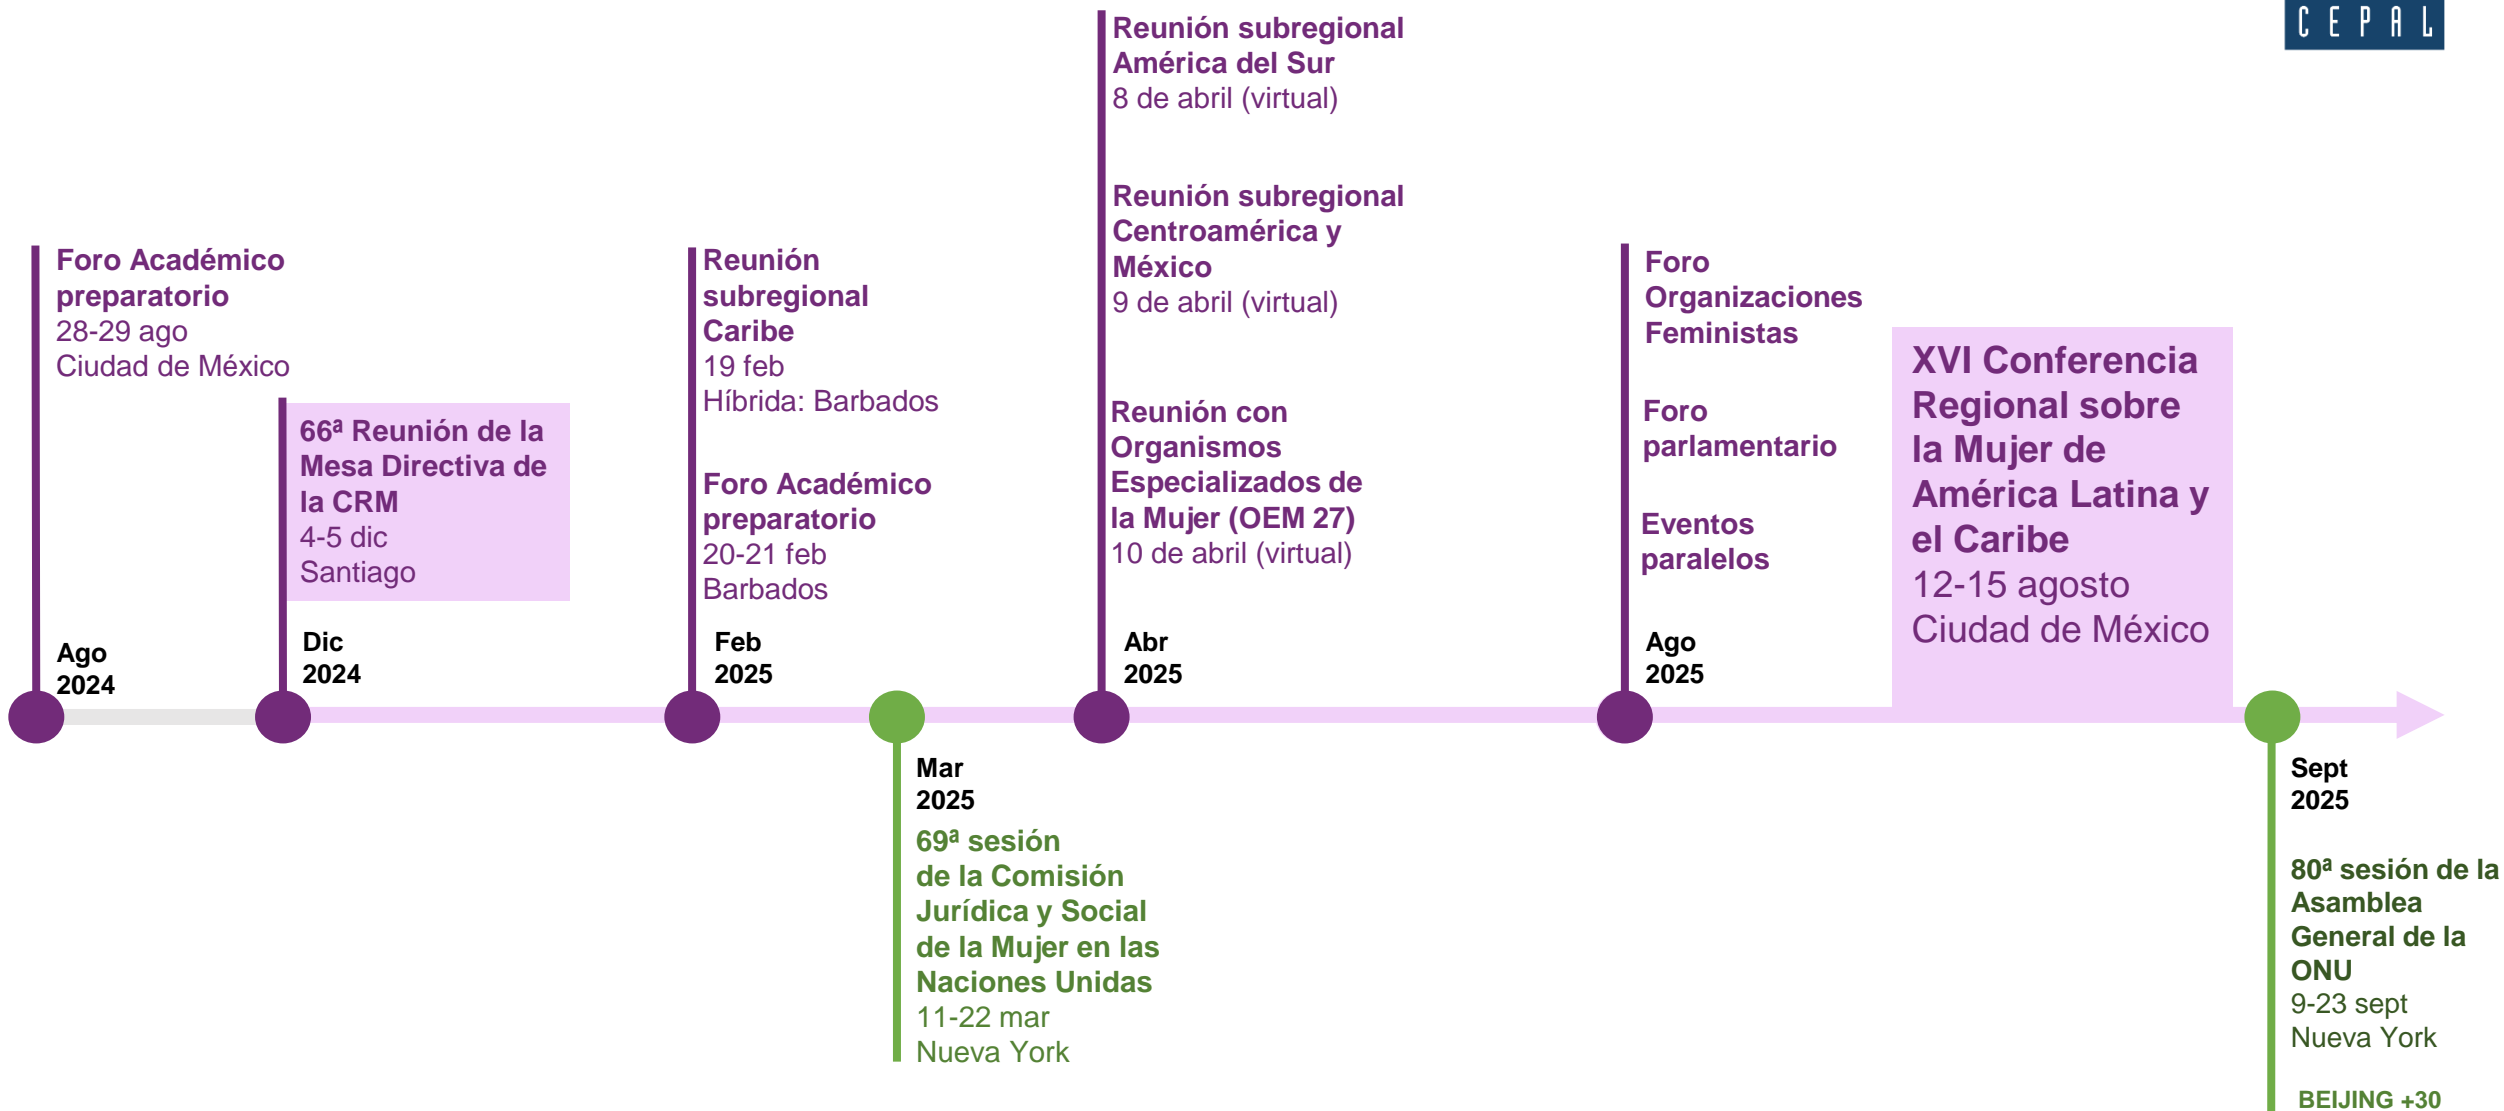 CEPAL
Foro Académico
preparatorio
28-29 ago
Ciudad de México
Ago
2024
66ª Reunión de la
Mesa Directiva de
la CRM
4-5 dic
Santiago
Dic
2024
Reunión
subregional
Caribe
19 feb
Híbrida: Barbados
Foro Académico
preparatorio
20-21 feb
Barbados
Feb
2025
Mar
2025
69ª sesión
de la Comisión
Jurídica y Social
de la Mujer en las
Naciones Unidas
11-22 mar
Nueva York
Reunión subregional
América del Sur
8 de abril (virtual)
Reunión subregional
Centroamérica y
México
9 de abril (virtual)
Reunión con
Organismos
Especializados de
la Mujer (OEM 27)
10 de abril (virtual)
Abr
2025
Foro
Organizaciones
Feministas
Foro
parlamentario
Eventos
paralelos
Ago
2025
XVI Conferencia
Regional sobre
la Mujer de
América Latina y
el Caribe
12-15 agosto
Ciudad de México
Sept
2025
80ª sesión de la
Asamblea
General de la
ONU
9-23 sept
Nueva York
BEIJING +30